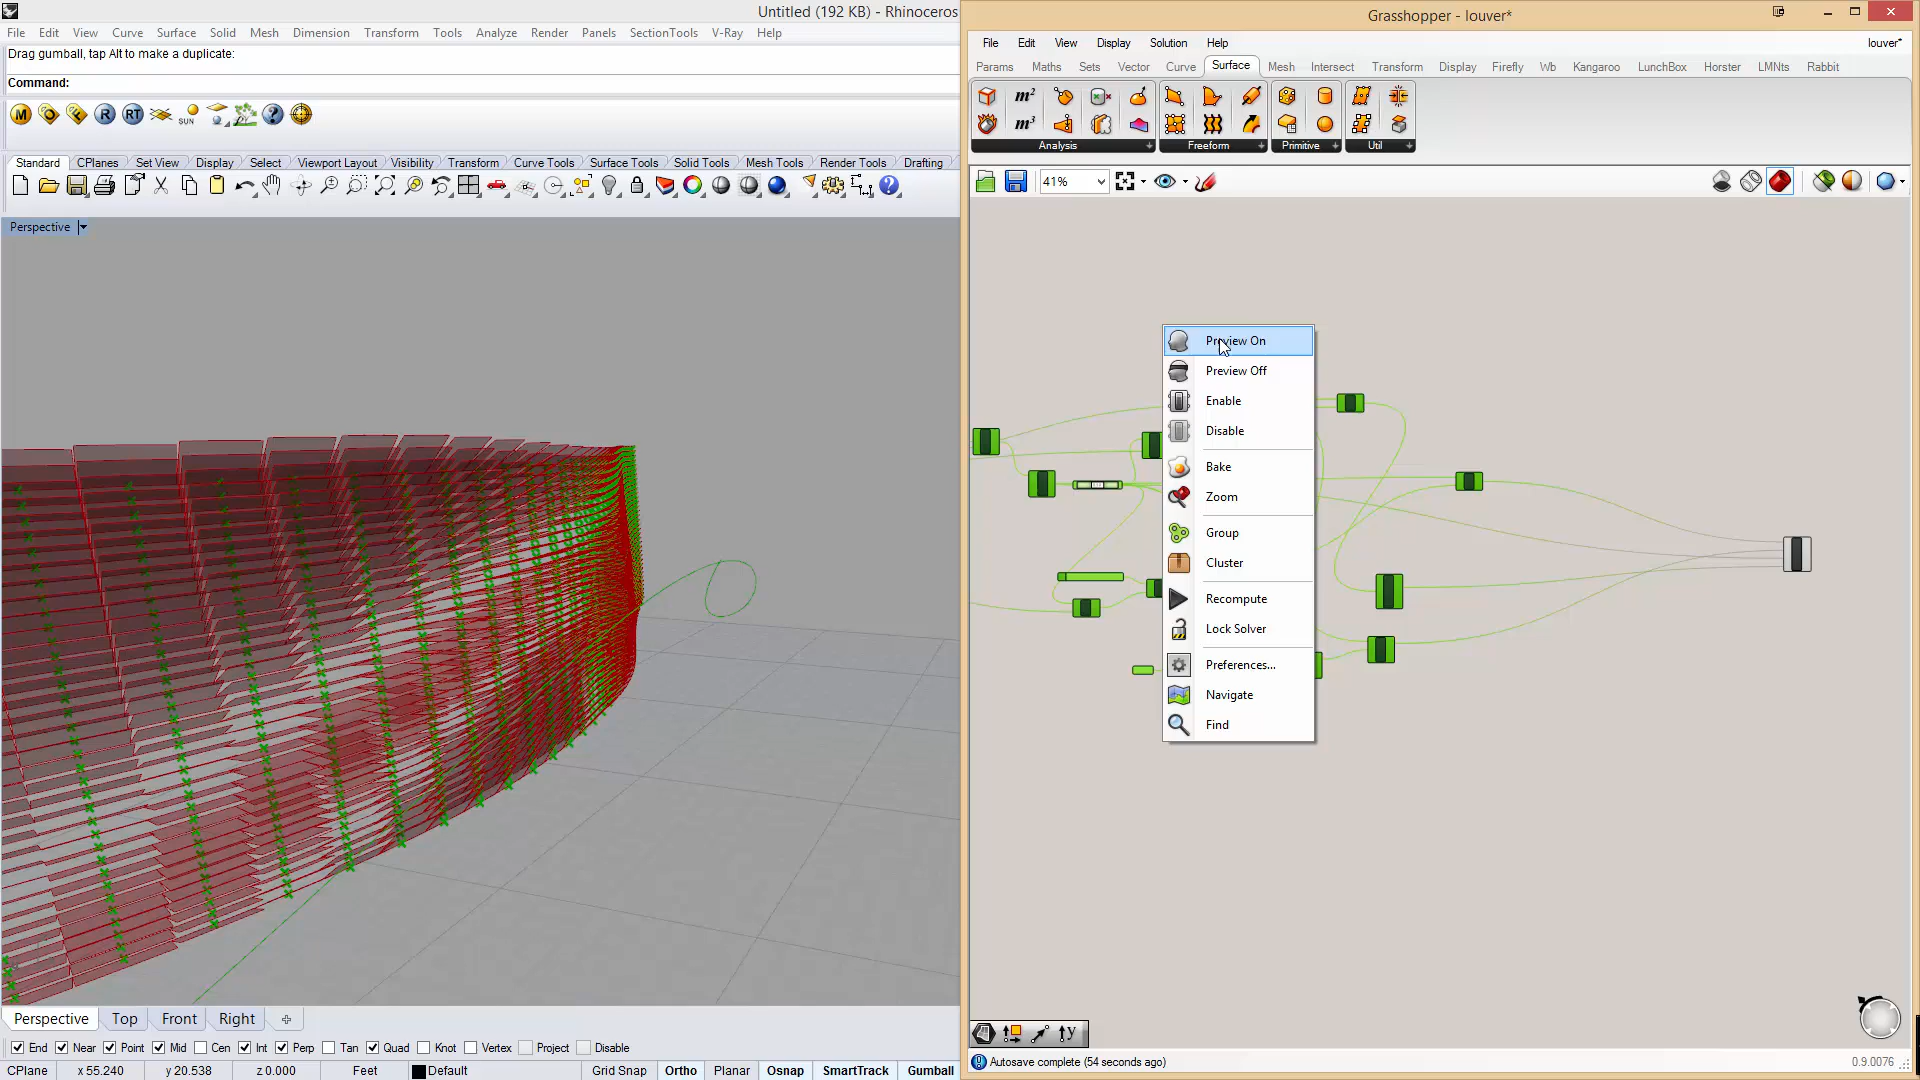 Untitled (192 KB) - Rhinoceros
File Edit View Curve Surface Solid Mesh Dimension Transform Tools Analyze Render Panels SectionTools V-Ray Help
Drag gumball, tap Alt to make a duplicate:
Command:
M O F R RT SUN ?
Standard CPlanes Set View Display Select Viewport Layout Visibility Transform Curve Tools Surface Tools Solid Tools Mesh Tools Render Tools Drafting
Perspective
Perspective Top Front Right
End Near Point Mid Cen Int Perp Tan Quad Knot Vertex Project Disable
CPlane x 55.240 y 20.538 z 0.000 Feet Default Grid Snap Ortho Planar Osnap SmartTrack Gumball
Grasshopper - louver*
File Edit View Display Solution Help louver*
Params Maths Sets Vector Curve Surface Mesh Intersect Transform Display Firefly Wb Kangaroo LunchBox Horster LMNts Rabbit
m²
m³
Analysis Freeform Primitive Util
41%
Preview On
Preview Off
Enable
Disable
Bake
Zoom
Group
Cluster
Recompute
Lock Solver
Preferences...
Navigate
Find
Autosave complete (54 seconds ago) 0.9.0076